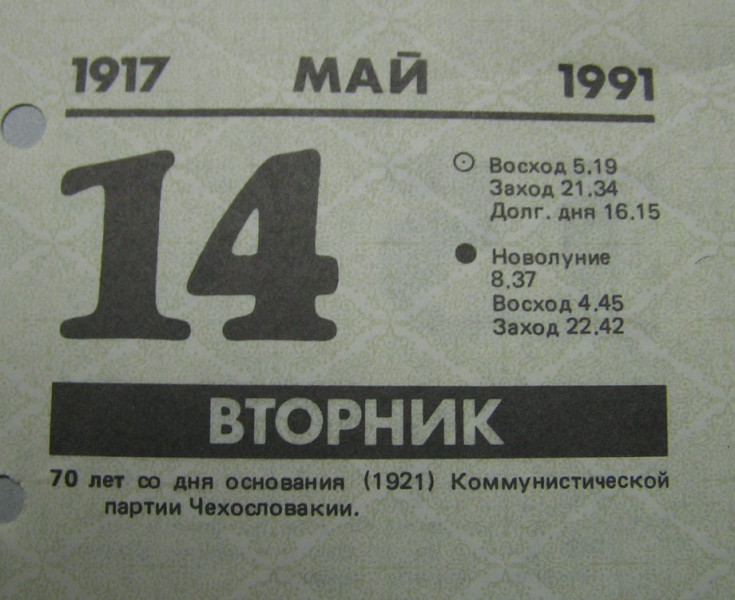 1917 МАЙ 1991
14
Восход 5.19
Заход 21.34
Долг. дня 16.15
Новолуние
8.37
Восход 4.45
Заход 22.42
ВТОРНИК
70 лет со дня основания (1921) Коммунистической
партии Чехословакии.